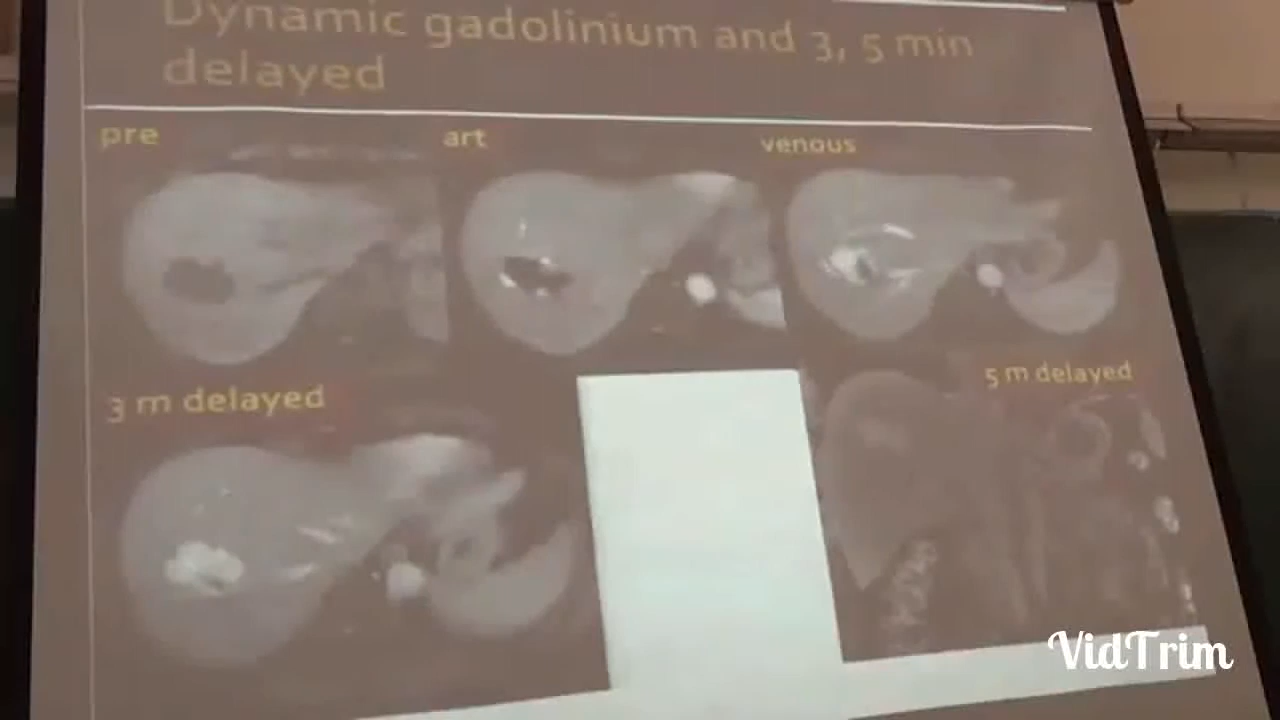 Dynamic gadolinium and 3, 5 min
delayed
pre
art
venous
3 m delayed
5 m delayed
VidTrim